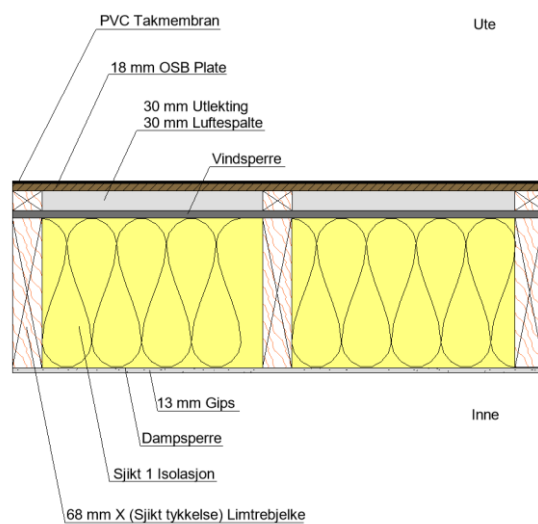 PVC Takmembran
Ute
18 mm OSB Plate
30 mm Utlekting
30 mm Luftespalte
Vindsperre
13 mm Gips
Inne
Dampsperre
Sjikt 1 Isolasjon
68 mm X (Sjikt tykkelse) Limtrebjelke